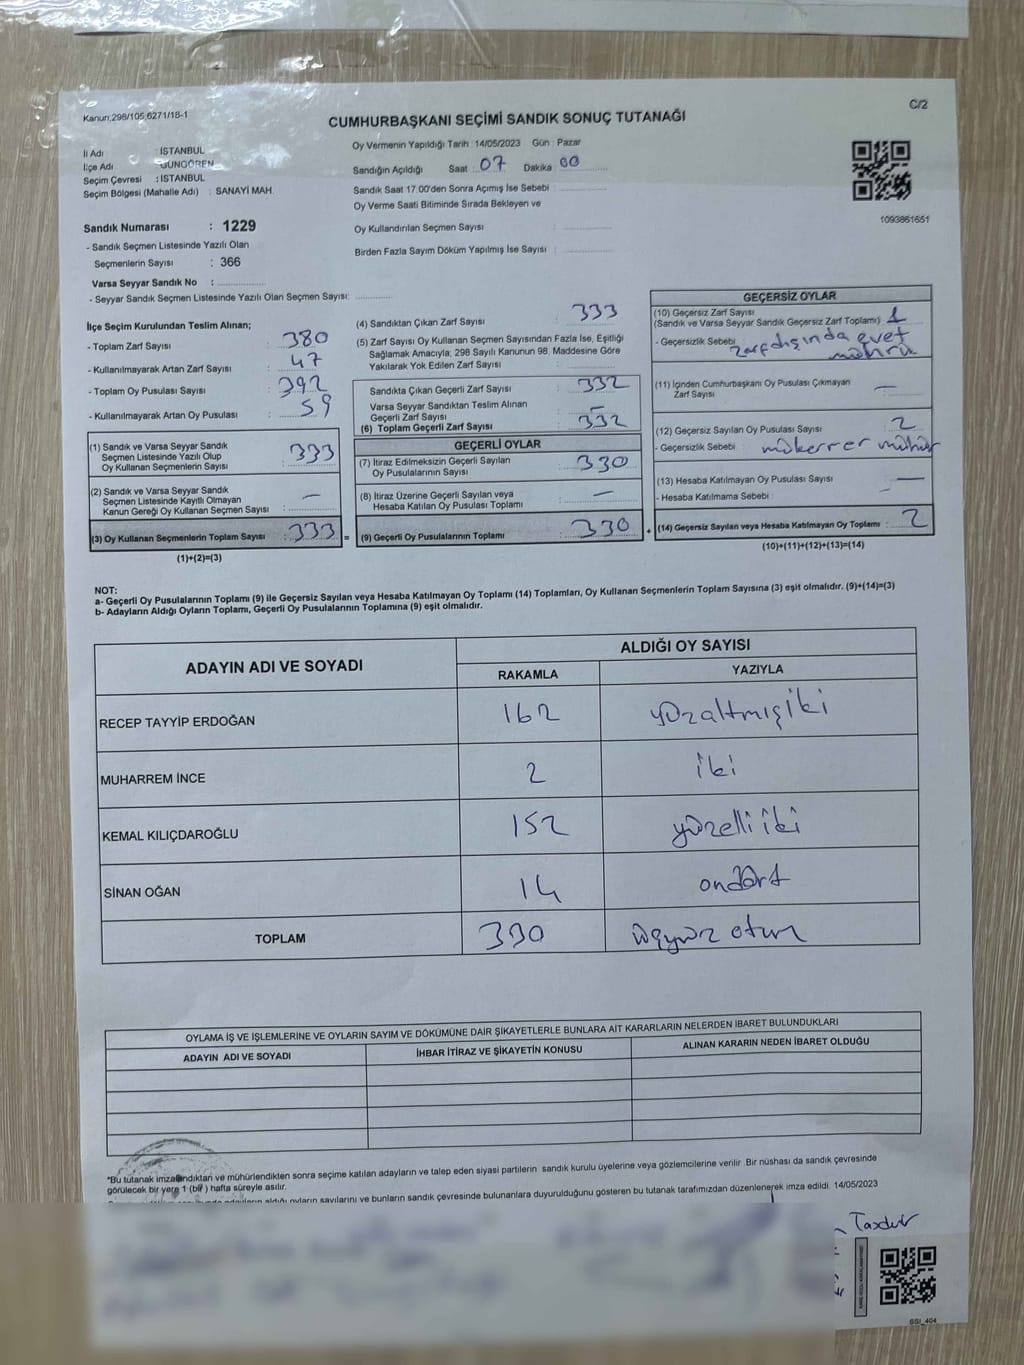 Kanun;298/105,6271/18-1
C/2
CUMHURBAŞKANI SEÇİMİ SANDIK SONUÇ TUTANAĞI
İl Adı : İSTANBUL
İlçe Adı : GÜNGÖREN
Seçim Çevresi : İSTANBUL
Seçim Bölgesi (Mahalle Adı) : SANAYİ MAH.
Sandık Numarası : 1229
- Sandık Seçmen Listesinde Yazılı Olan
Seçmenlerin Sayısı : 366
Varsa Seyyar Sandık No :
- Seyyar Sandık Seçmen Listesinde Yazılı Olan Seçmen Sayısı:
Oy Vermenin Yapıldığı Tarih : 14/05/2023 Gün : Pazar
Sandığın Açıldığı Saat : 07 Dakika 00
Sandık Saat 17.00'den Sonra Açımış İse Sebebi :
Oy Verme Saati Bitiminde Sırada Bekleyen ve
Oy Kullandırılan Seçmen Sayısı :
Birden Fazla Sayım Döküm Yapılmış İse Sayısı :
1093861651
İlçe Seçim Kurulundan Teslim Alınan;
- Toplam Zarf Sayısı : 380
- Kullanılmayarak Artan Zarf Sayısı : 47
- Toplam Oy Pusulası Sayısı : 392
- Kullanılmayarak Artan Oy Pusulası : 59
(1) Sandık ve Varsa Seyyar Sandık
Seçmen Listesinde Yazılı Olup
Oy Kullanan Seçmenlerin Sayısı : 333
(2) Sandık ve Varsa Seyyar Sandık
Seçmen Listesinde Kayıtlı Olmayan
Kanun Gereği Oy Kullanan Seçmen Sayısı : —
(3) Oy Kullanan Seçmenlerin Toplam Sayısı : 333 =
(1)+(2)=(3)
(4) Sandıktan Çıkan Zarf Sayısı : 333
(5) Zarf Sayısı Oy Kullanan Seçmen Sayısından Fazla İse, Eşitliği
Sağlamak Amacıyla; 298 Sayılı Kanunun 98. Maddesine Göre
Yakılarak Yok Edilen Zarf Sayısı :
Sandıkta Çıkan Geçerli Zarf Sayısı : 332
Varsa Seyyar Sandıktan Teslim Alınan
Geçerli Zarf Sayısı : —
(6) Toplam Geçerli Zarf Sayısı : 332
GEÇERLİ OYLAR
(7) İtiraz Edilmeksizin Geçerli Sayılan
Oy Pusulalarının Sayısı : 330
(8) İtiraz Üzerine Geçerli Sayılan veya
Hesaba Katılan Oy Pusulası Toplamı : —
(9) Geçerli Oy Pusulalarının Toplamı : 330 +
GEÇERSİZ OYLAR
(10) Geçersiz Zarf Sayısı
(Sandık ve Varsa Seyyar Sandık Geçersiz Zarf Toplamı) : 1
- Geçersizlik Sebebi : zarf dışında evet
mührü
(11) İçinden Cumhurbaşkanı Oy Pusulası Çıkmayan
Zarf Sayısı : —
(12) Geçersiz Sayılan Oy Pusulası Sayısı : 2
- Geçersizlik Sebebi : mükerrer mühür
(13) Hesaba Katılmayan Oy Pusulası Sayısı : —
- Hesaba Katılmama Sebebi : —
(14) Geçersiz Sayılan veya Hesaba Katılmayan Oy Toplamı : 2
(10)+(11)+(12)+(13)=(14)
NOT:
a- Geçerli Oy Pusulalarının Toplamı (9) ile Geçersiz Sayılan veya Hesaba Katılmayan Oy Toplamı (14) Toplamları, Oy Kullanan Seçmenlerin Toplam Sayısına (3) eşit olmalıdır. (9)+(14)=(3)
b- Adayların Aldığı Oyların Toplamı, Geçerli Oy Pusulalarının Toplamına (9) eşit olmalıdır.
ADAYIN ADI VE SOYADI ALDIĞI OY SAYISI
RAKAMLA YAZIYLA
RECEP TAYYİP ERDOĞAN 162 yüzaltmışiki
MUHARREM İNCE 2 iki
KEMAL KILIÇDAROĞLU 152 yüzelli iki
SİNAN OĞAN 14 ondört
TOPLAM 330 üçyüz otuz
OYLAMA İŞ VE İŞLEMLERİNE VE OYLARIN SAYIM VE DÖKÜMÜNE DAİR ŞİKAYETLERLE BUNLARA AİT KARARLARIN NELERDEN İBARET BULUNDUKLARI
ADAYIN ADI VE SOYADI İHBAR İTİRAZ VE ŞİKAYETİN KONUSU ALINAN KARARIN NEDEN İBARET OLDUĞU
*Bu tutanak imzalandıktan ve mühürlendikten sonra seçime katılan adayların ve talep eden siyasi partilerin sandık kurulu üyelerine veya gözlemcilerine verilir. Bir nüshası da sandık çevresinde
görülecek bir yere 1 (bir) hafta süreyle asılır.
aldığı oyların sayılarını ve bunların sandık çevresinde bulunanlara duyurulduğunu gösteren bu tutanak tarafımızdan düzenlenerek imza edildi. 14/05/2023
SSI_404